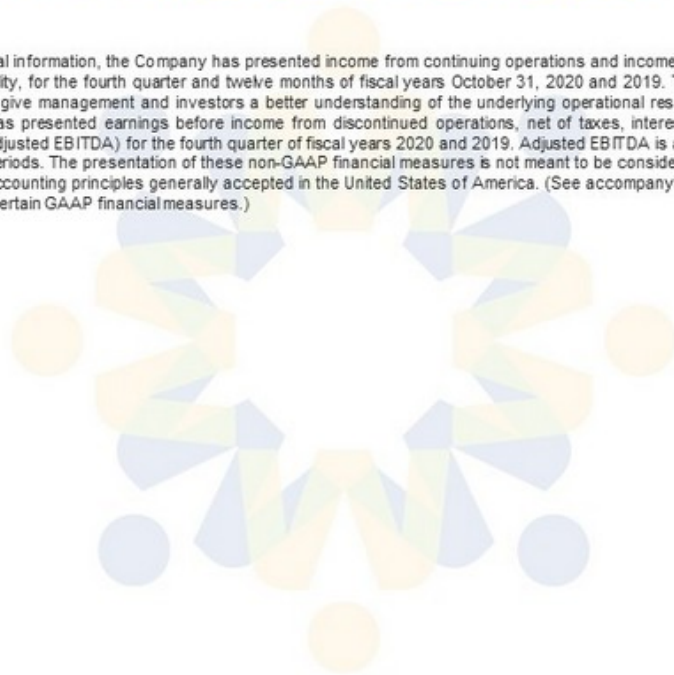 al information, the Company has presented income from continuing operations and income
lity, for the fourth quarter and twelve months of fiscal years October 31, 2020 and 2019.
give management and investors a better understanding of the underlying operational res
as presented earnings before income from discontinued operations, net of taxes, intere
djusted EBITDA) for the fourth quarter of fiscal years 2020 and 2019. Adjusted EBITDA is
eriods. The presentation of these non-GAAP financial measures is not meant to be conside
ccounting principles generally accepted in the United States of America. (See accompany
ertain GAAP financial measures.)